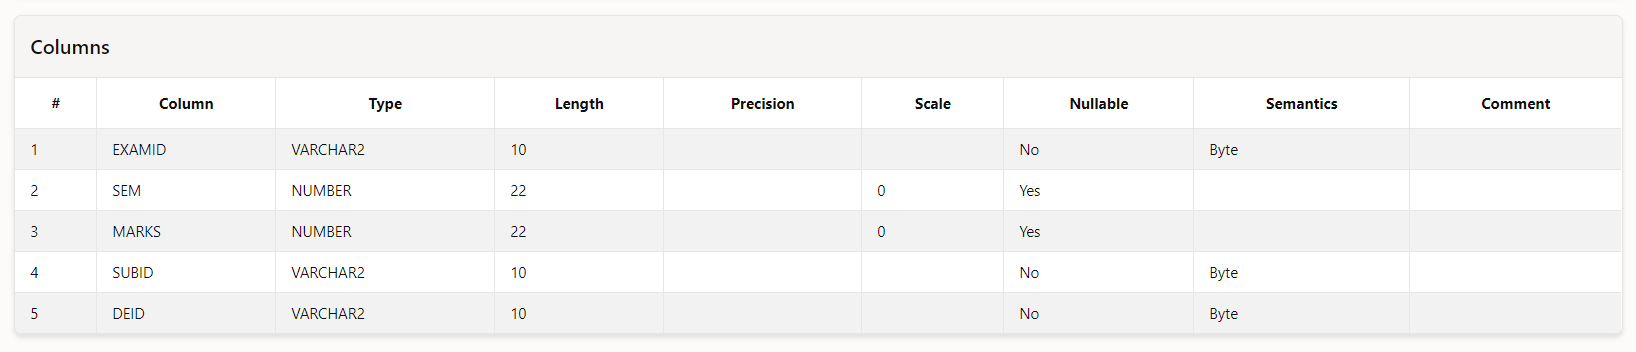 Columns
# Column Type Length Precision Scale Nullable Semantics Comment
1 EXAMID VARCHAR2 10 No Byte
2 SEM NUMBER 22 0 Yes
3 MARKS NUMBER 22 0 Yes
4 SUBID VARCHAR2 10 No Byte
5 DEID VARCHAR2 10 No Byte